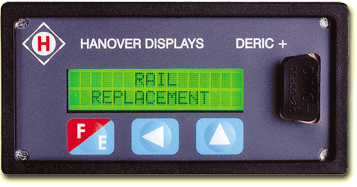 H HANOVER DISPLAYS DERIC +
RAIL
REPLACEMENT
F E